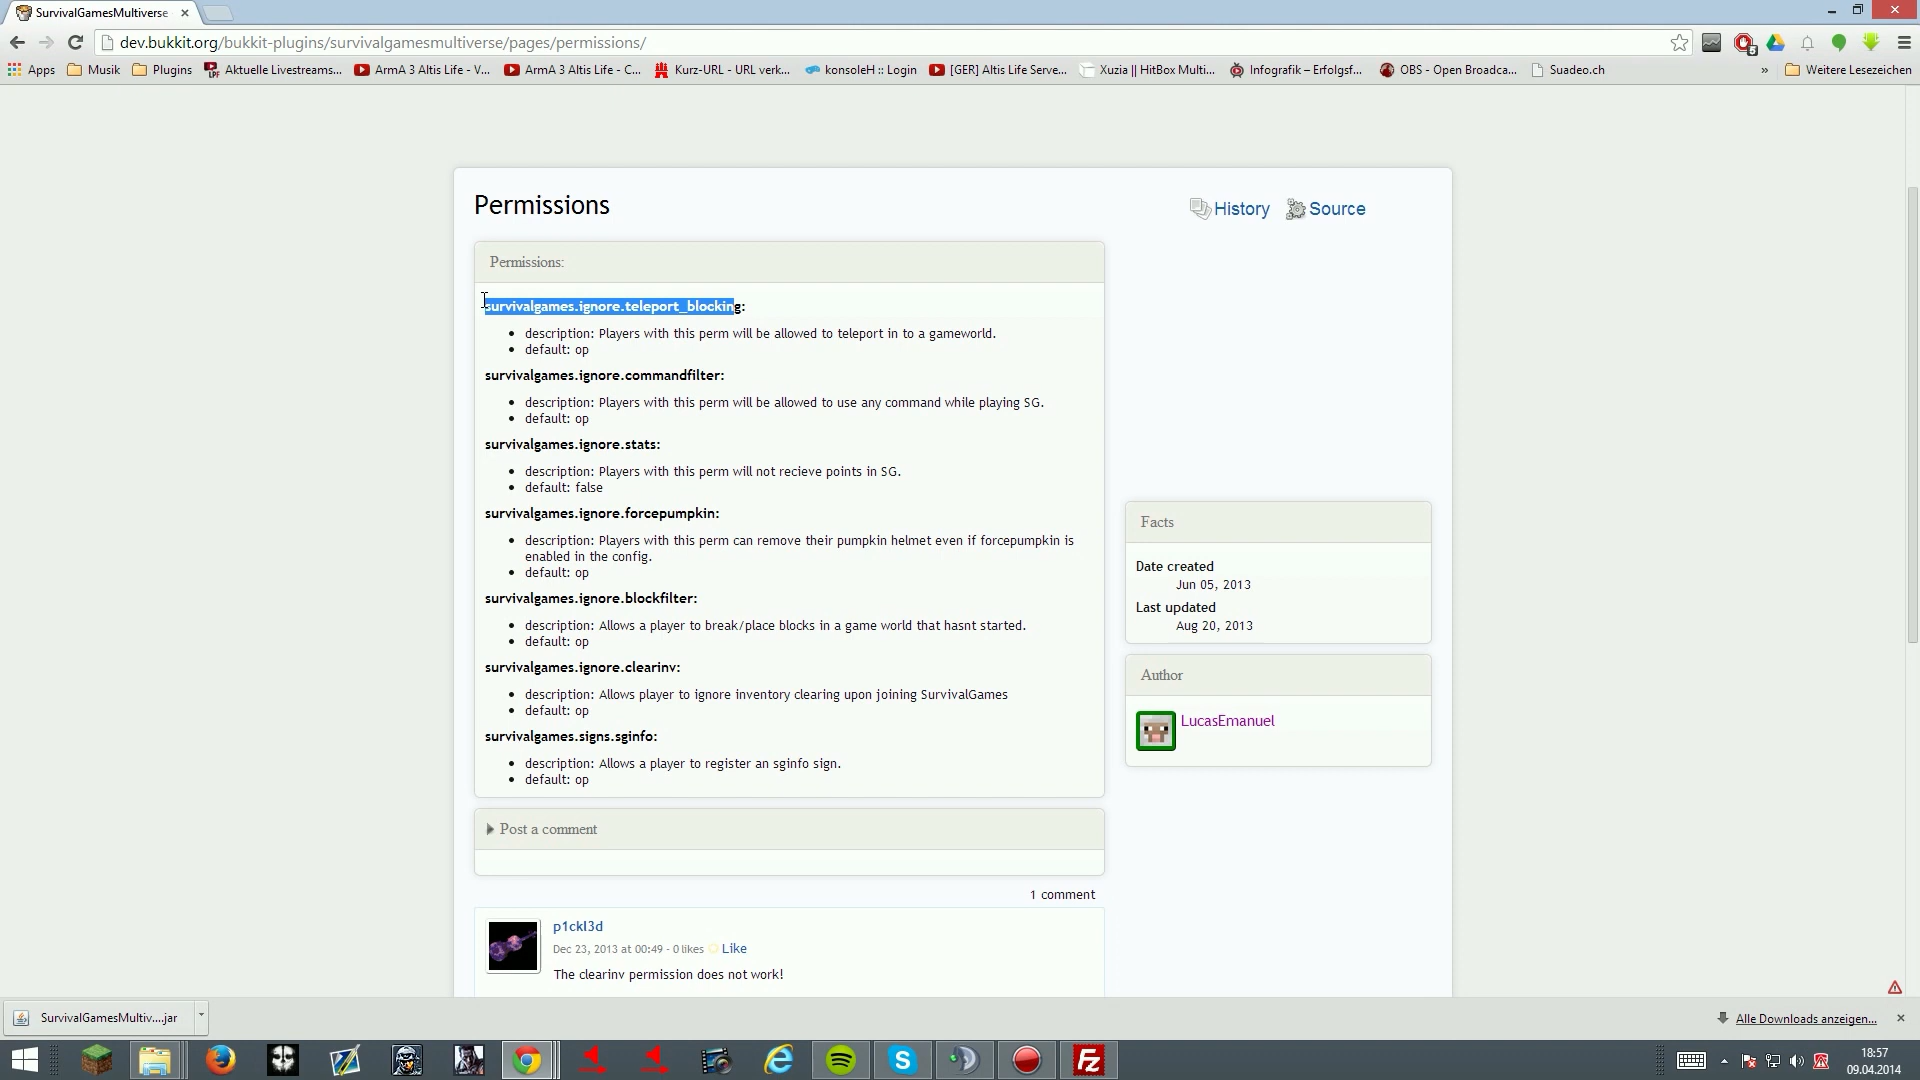 SurvivalGamesMultiverse
dev.bukkit.org/bukkit-plugins/survivalgamesmultiverse/pages/permissions/
5
Apps Musik Plugins Aktuelle Livestreams... ArmA 3 Altis Life - V... ArmA 3 Altis Life - C... Kurz-URL - URL verk... konsoleH :: Login [GER] Altis Life Serve... Xuzia || HitBox Multi... Infografik – Erfolgsf... OBS - Open Broadca... Suadeo.ch » Weitere Lesezeichen
Permissions
History Source
Permissions:
survivalgames.ignore.teleport_blocking:
• description: Players with this perm will be allowed to teleport in to a gameworld.
• default: op
survivalgames.ignore.commandfilter:
• description: Players with this perm will be allowed to use any command while playing SG.
• default: op
survivalgames.ignore.stats:
• description: Players with this perm will not recieve points in SG.
• default: false
survivalgames.ignore.forcepumpkin:
• description: Players with this perm can remove their pumpkin helmet even if forcepumpkin is
enabled in the config.
• default: op
survivalgames.ignore.blockfilter:
• description: Allows a player to break/place blocks in a game world that hasnt started.
• default: op
survivalgames.ignore.clearinv:
• description: Allows player to ignore inventory clearing upon joining SurvivalGames
• default: op
survivalgames.signs.sginfo:
• description: Allows a player to register an sginfo sign.
• default: op
Facts
Date created
Jun 05, 2013
Last updated
Aug 20, 2013
Author
LucasEmanuel
Post a comment
1 comment
p1ckl3d
Dec 23, 2013 at 00:49 - 0 likes Like
The clearinv permission does not work!
SurvivalGamesMultiv....jar
Alle Downloads anzeigen...
18:57
09.04.2014